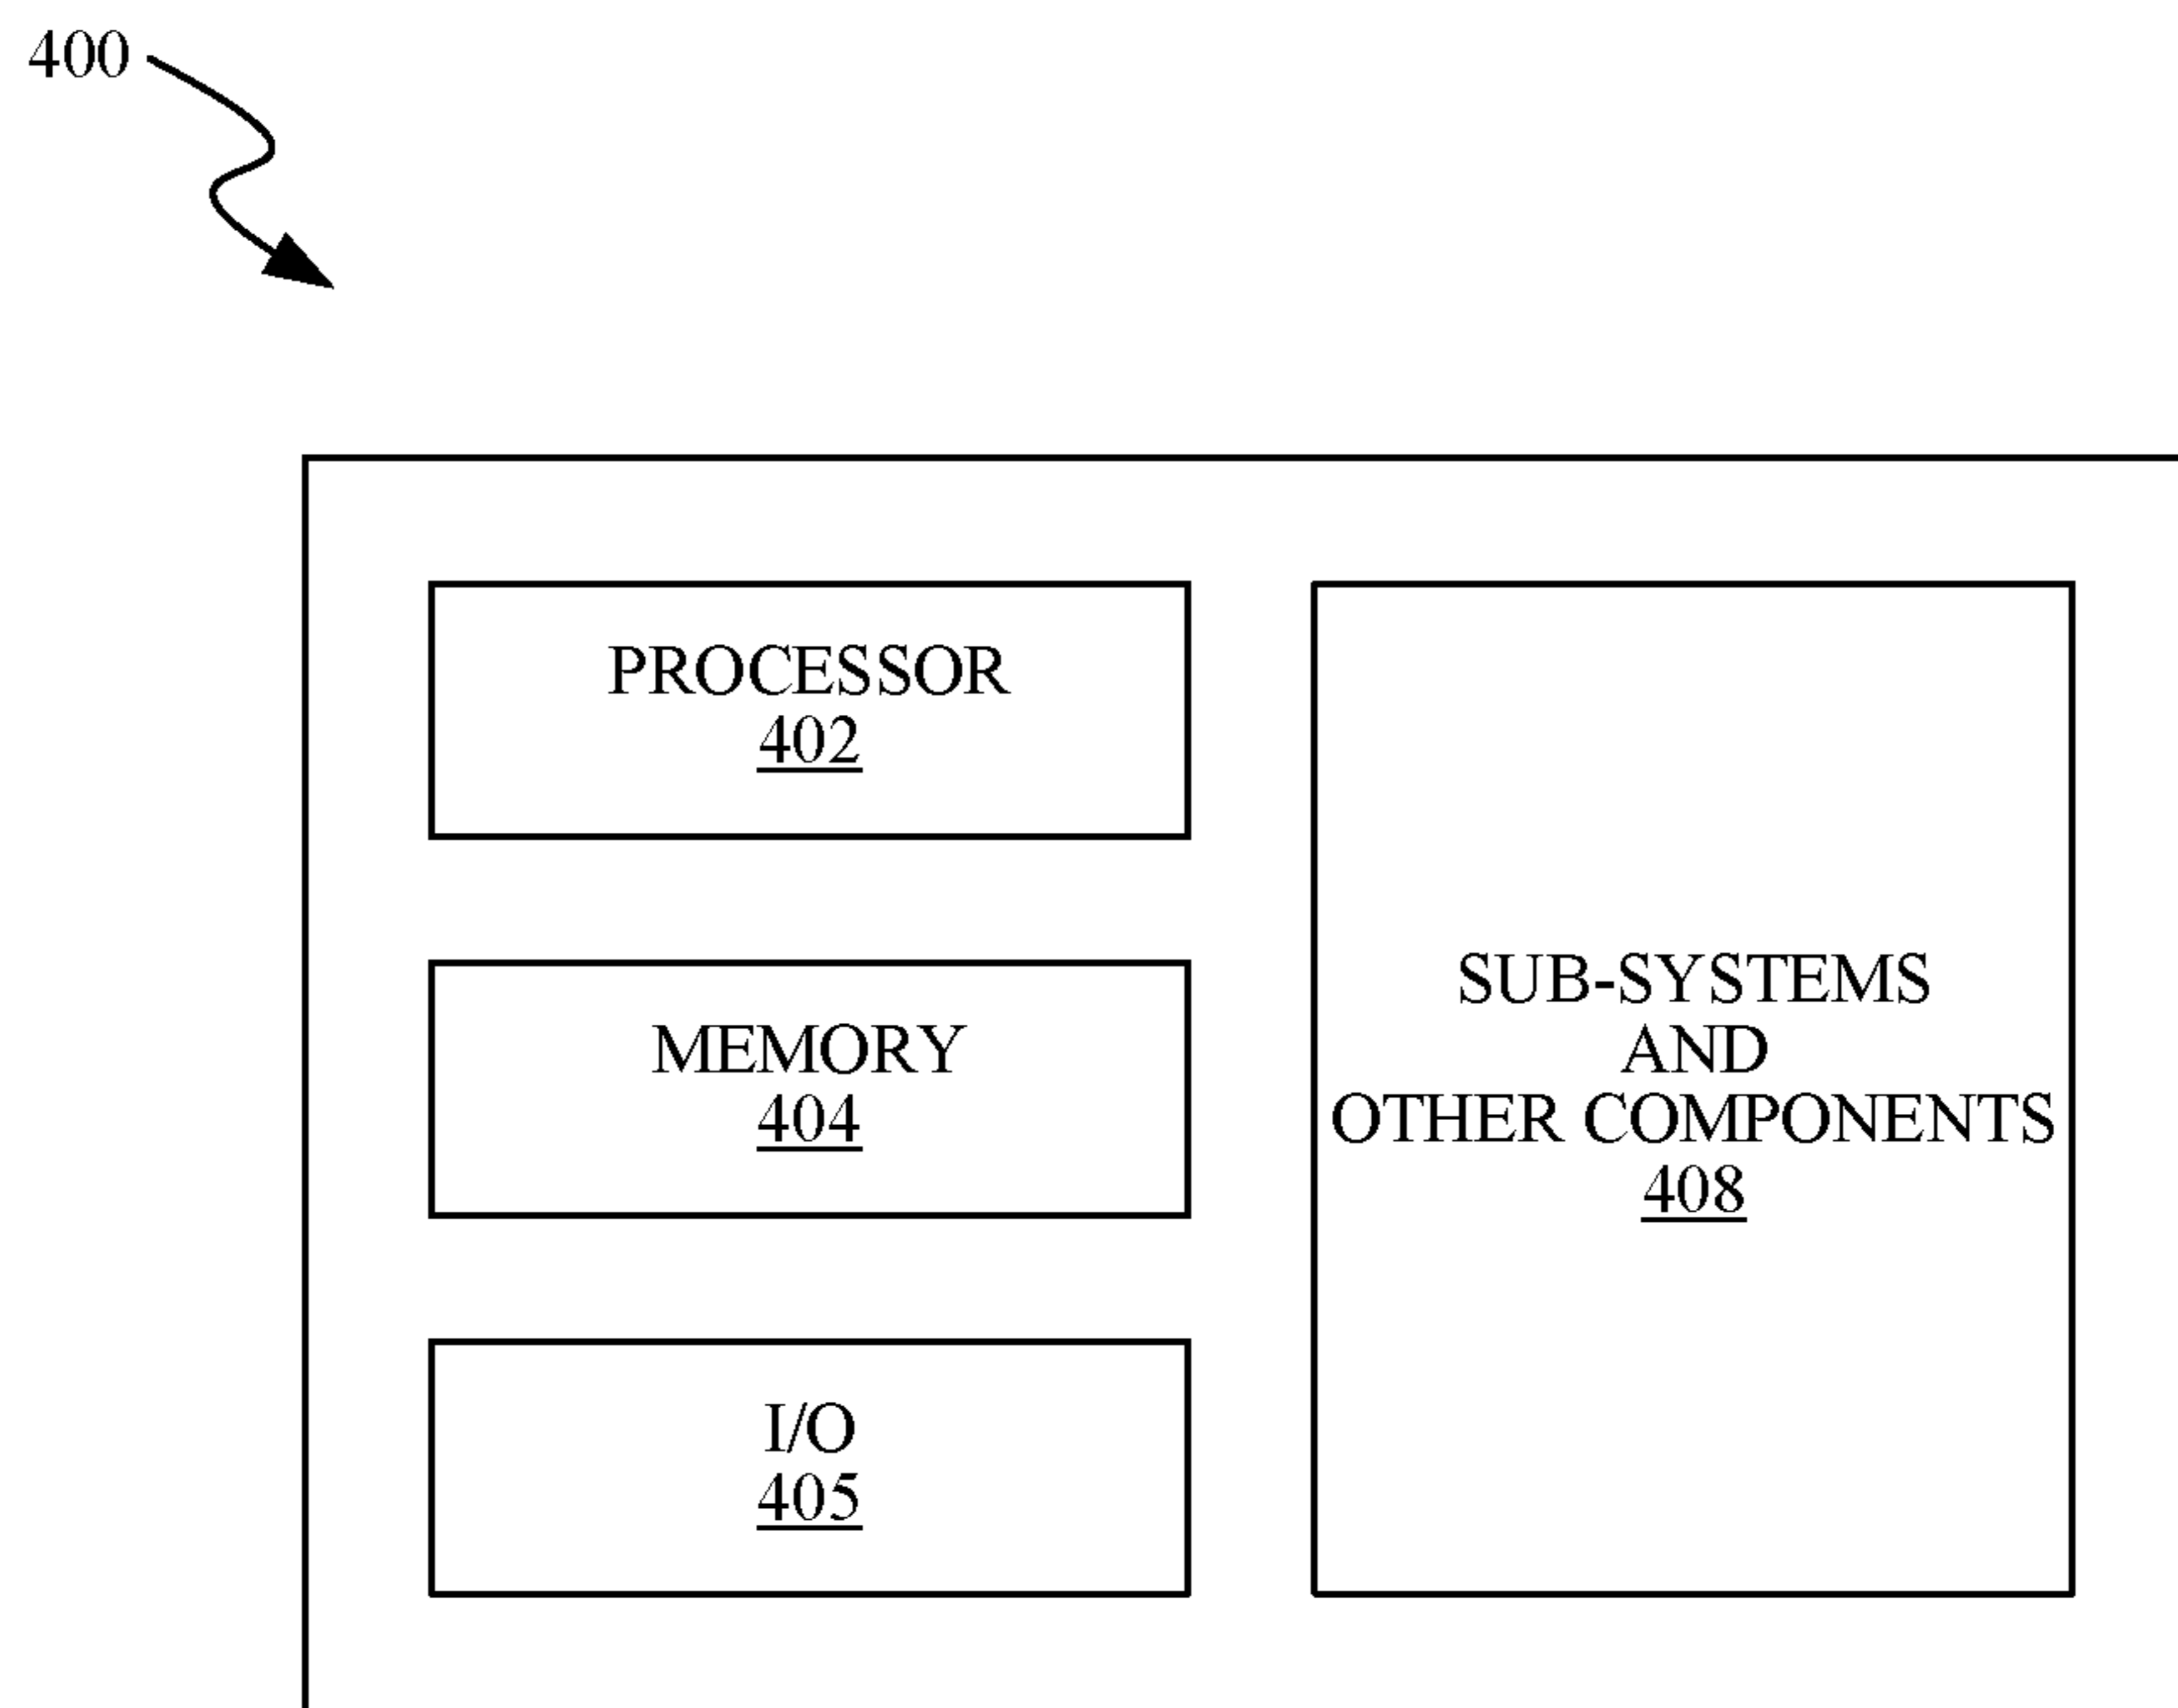 400
PROCESSOR
402
MEMORY
404
I/O
405
SUB-SYSTEMS
AND
OTHER COMPONENTS
408